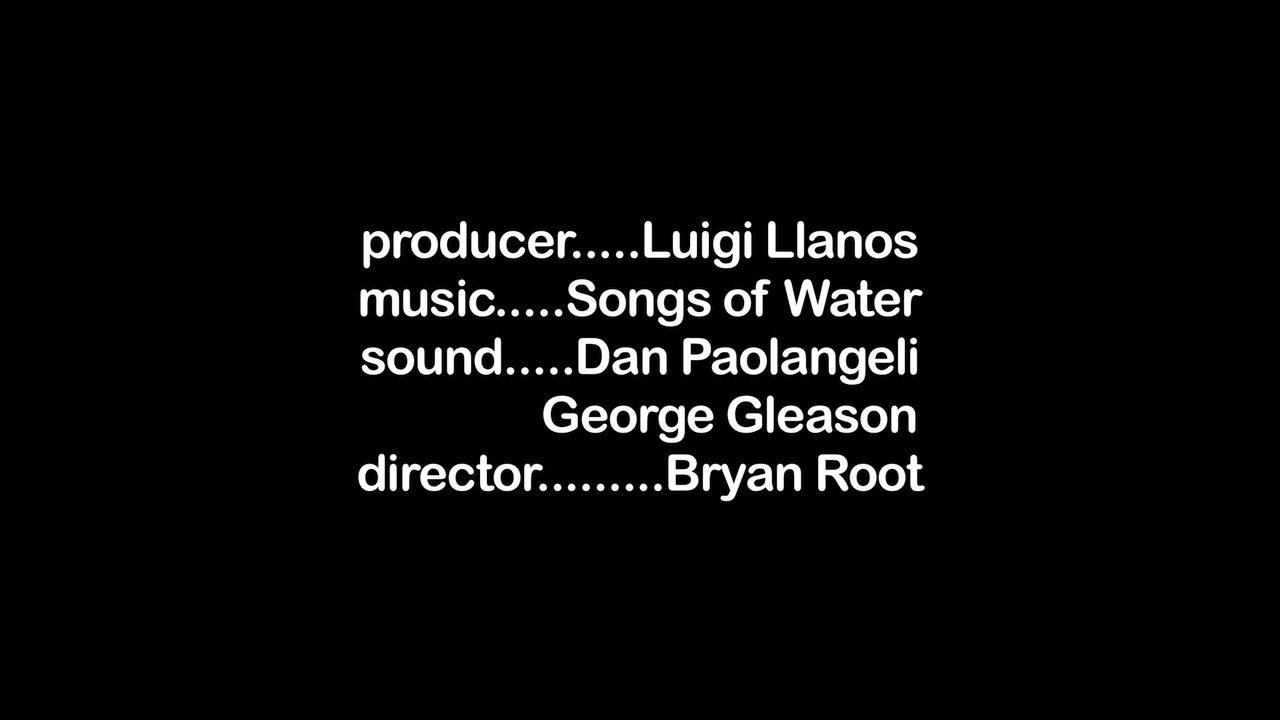 producer.....Luigi Llanos
music.....Songs of Water
sound.....Dan Paolangeli
George Gleason
director.........Bryan Root